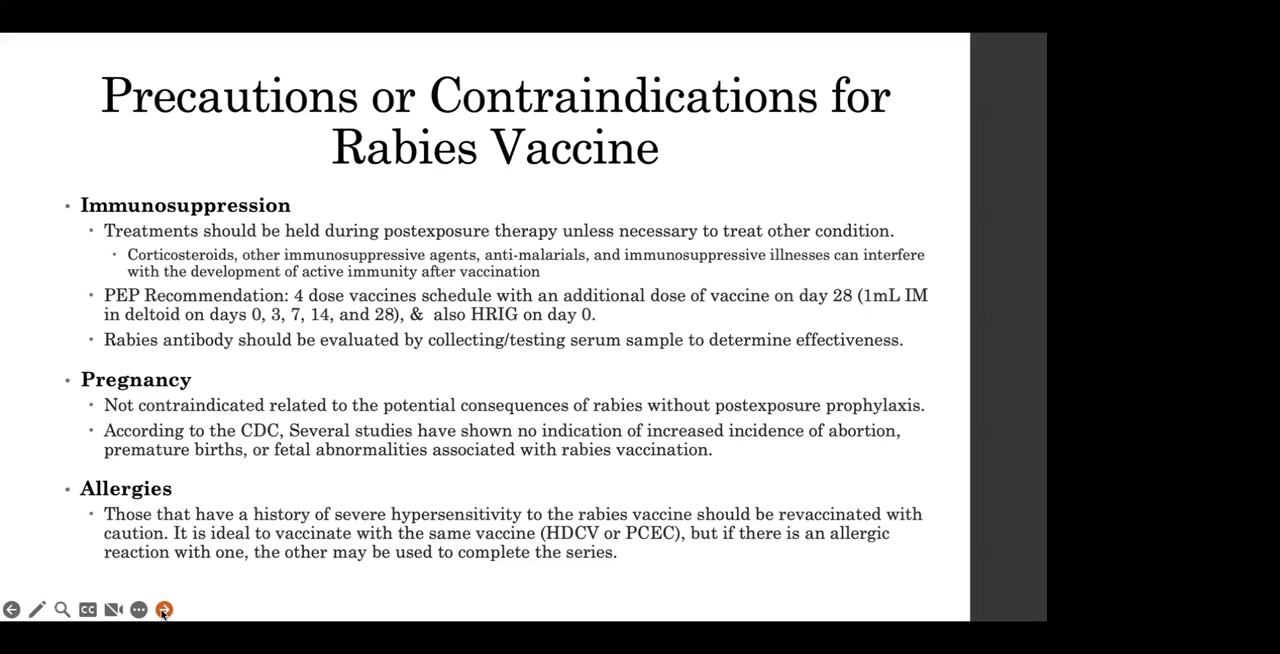 Precautions or Contraindications for
Rabies Vaccine
• Immunosuppression
• Treatments should be held during postexposure therapy unless necessary to treat other condition.
• Corticosteroids, other immunosuppressive agents, anti-malarials, and immunosuppressive illnesses can interfere
with the development of active immunity after vaccination
• PEP Recommendation: 4 dose vaccines schedule with an additional dose of vaccine on day 28 (1mL IM
in deltoid on days 0, 3, 7, 14, and 28), & also HRIG on day 0.
• Rabies antibody should be evaluated by collecting/testing serum sample to determine effectiveness.
• Pregnancy
• Not contraindicated related to the potential consequences of rabies without postexposure prophylaxis.
• According to the CDC, Several studies have shown no indication of increased incidence of abortion,
premature births, or fetal abnormalities associated with rabies vaccination.
• Allergies
• Those that have a history of severe hypersensitivity to the rabies vaccine should be revaccinated with
caution. It is ideal to vaccinate with the same vaccine (HDCV or PCEC), but if there is an allergic
reaction with one, the other may be used to complete the series.
CC